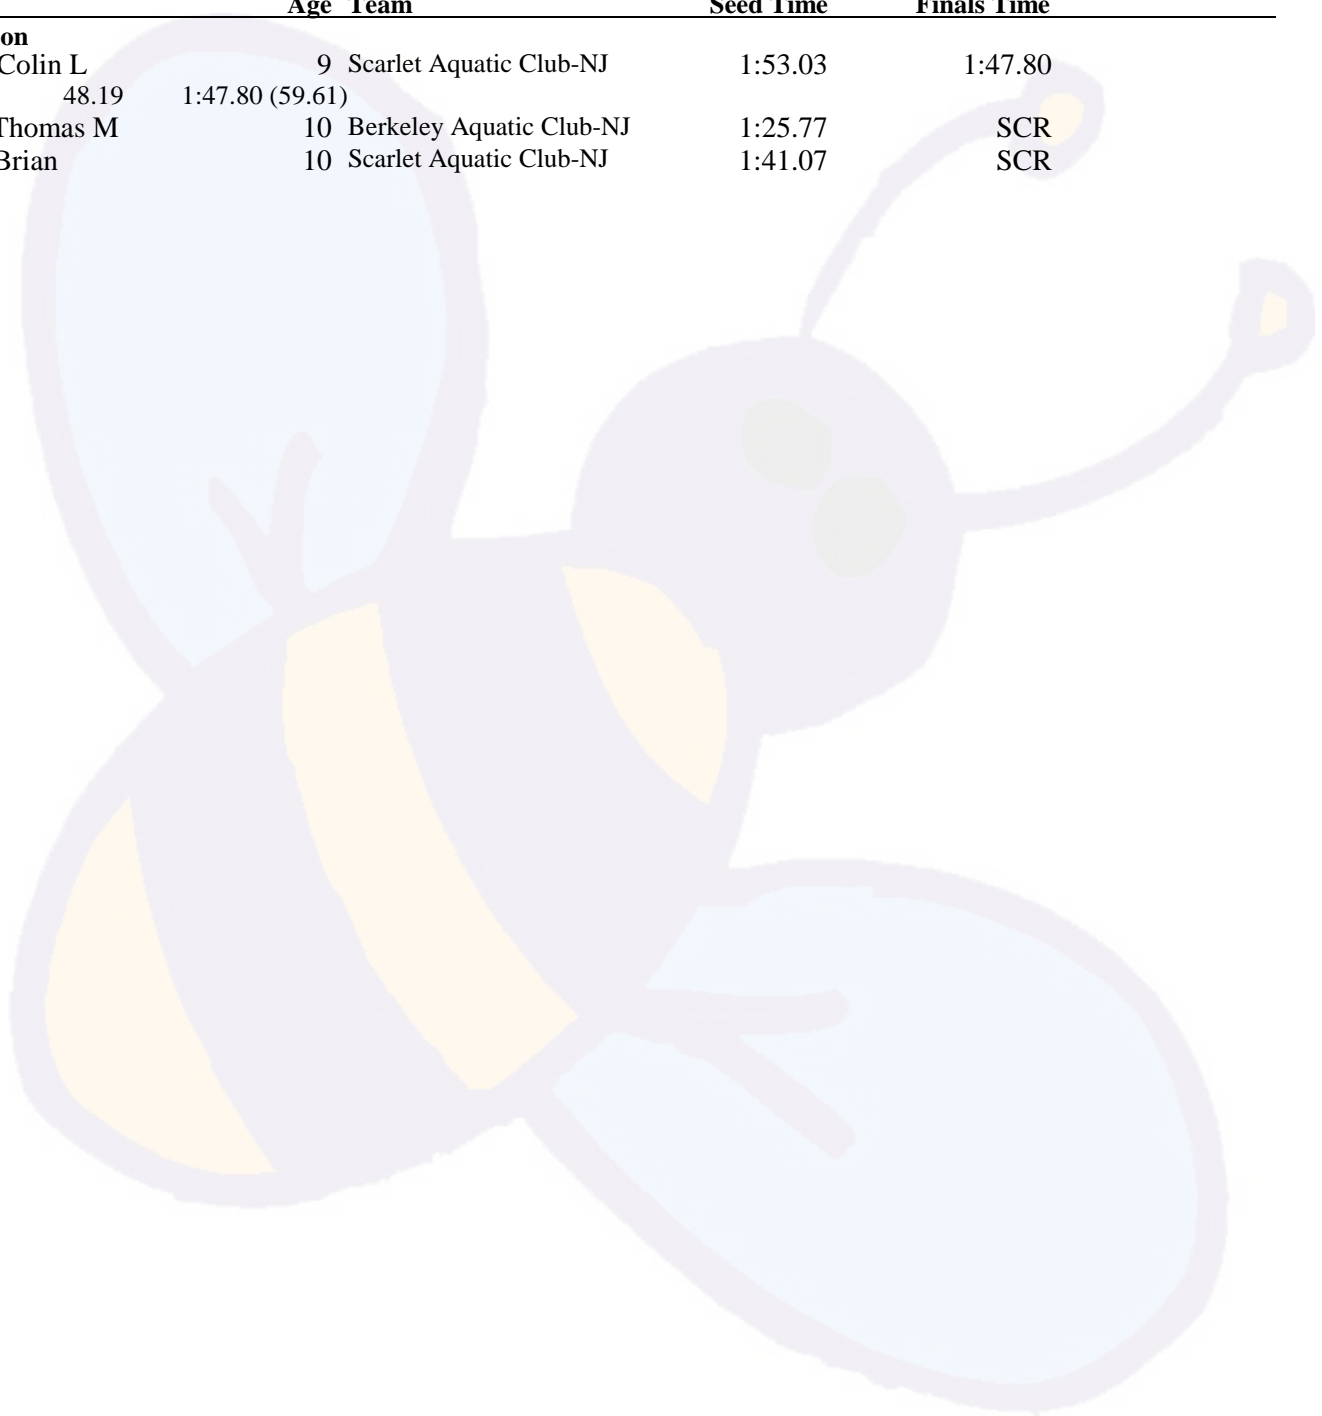 Age Team Seed Time Finals Time
on
Colin L 9 Scarlet Aquatic Club-NJ 1:53.03 1:47.80
48.19 1:47.80 (59.61)
Thomas M 10 Berkeley Aquatic Club-NJ 1:25.77 SCR
Brian 10 Scarlet Aquatic Club-NJ 1:41.07 SCR